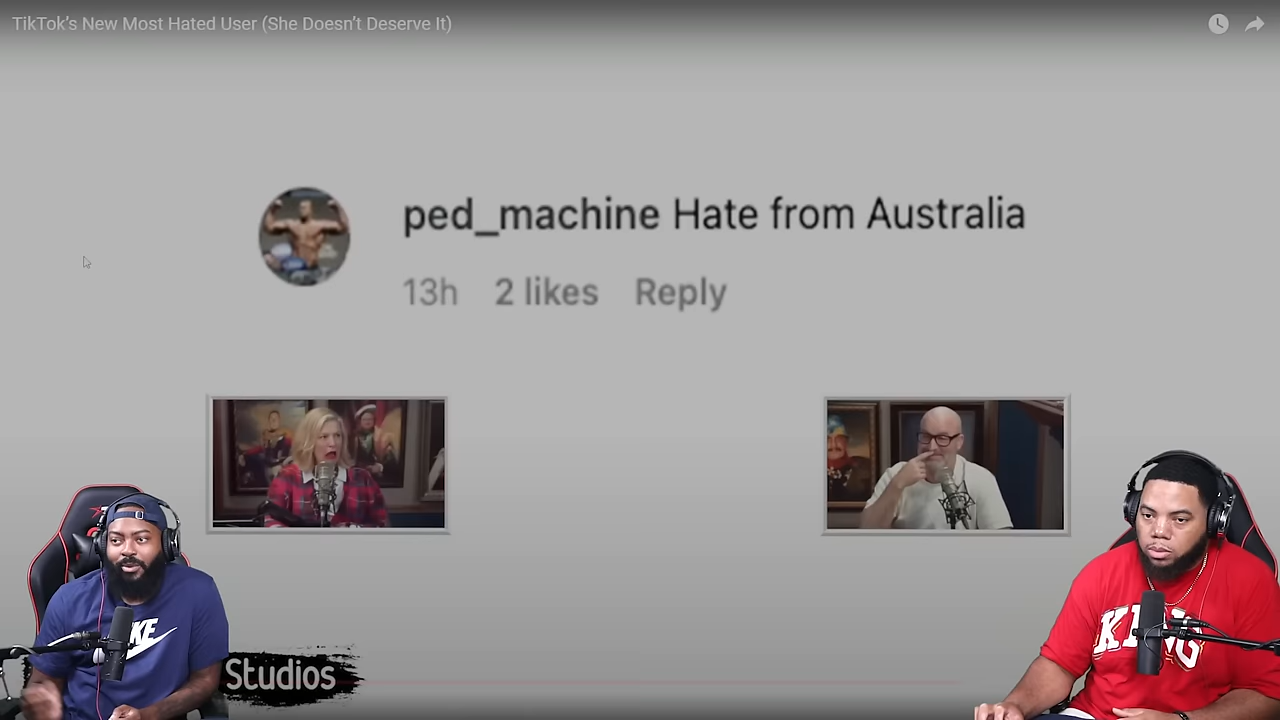 TikTok’s New Most Hated User (She Doesn’t Deserve It)
ped_machine Hate from Australia
13h 2 likes Reply
Studios